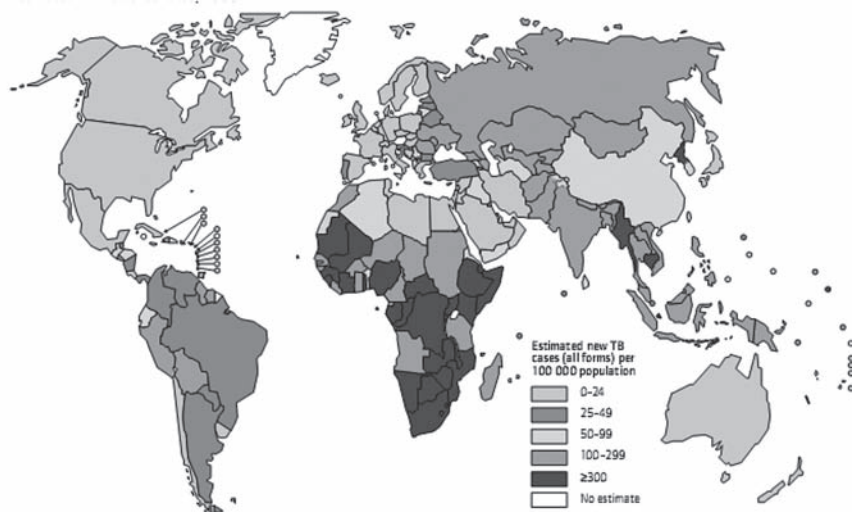 Estimated new TB
cases (all forms) per
100 000 population
0-24
25-49
50-99
100-299
≥300
No estimate